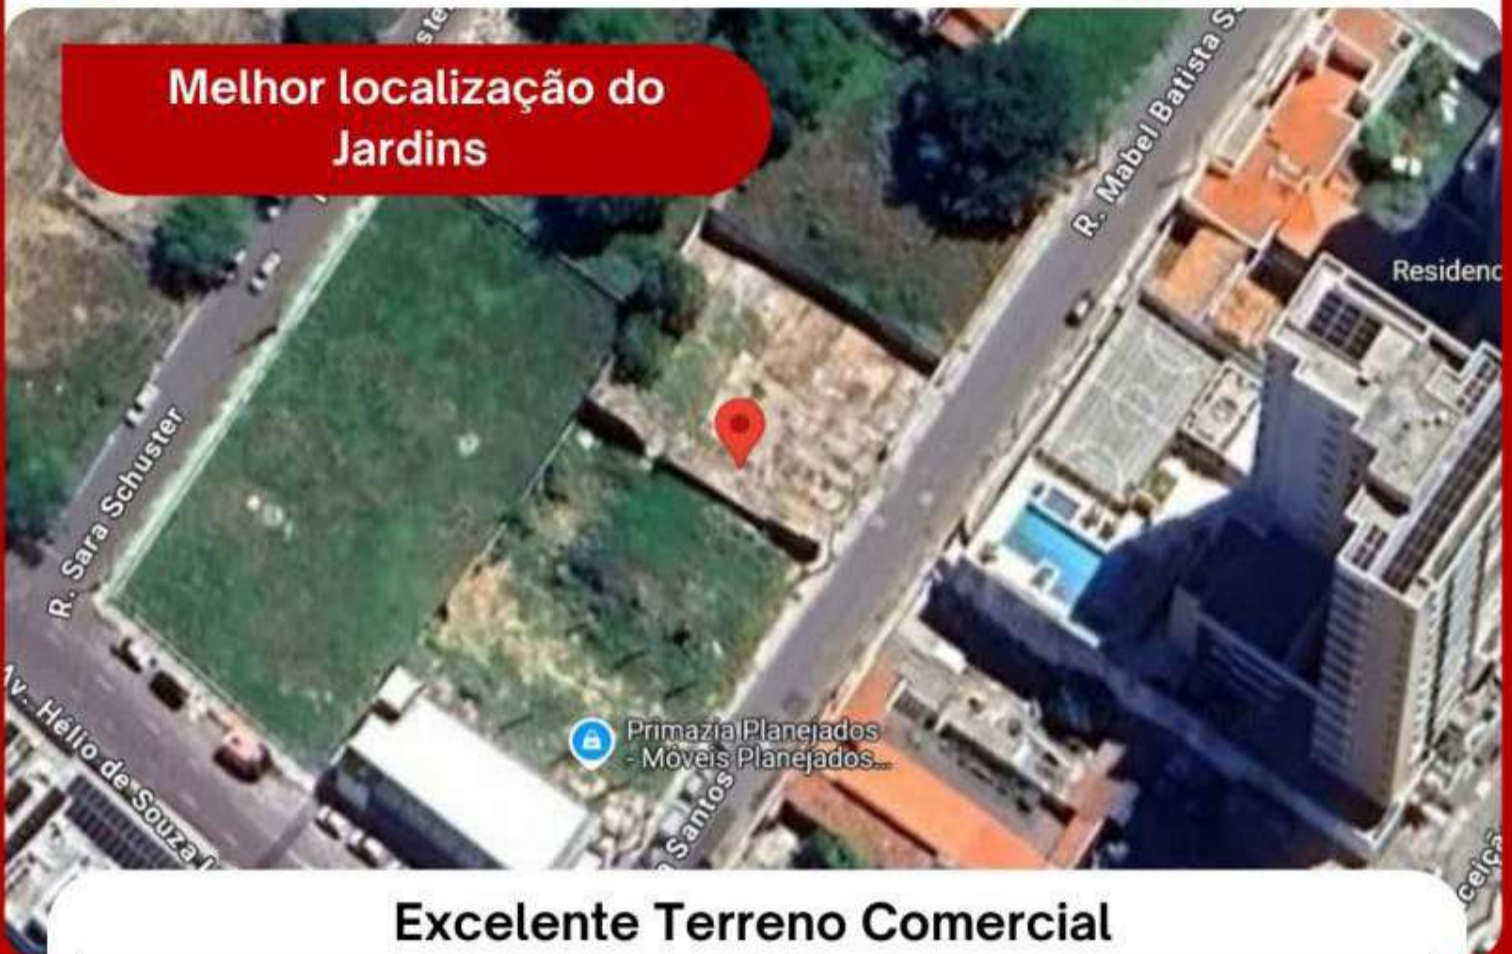 Melhor localização do
Jardins
R. Mabel Batista S
Residenc
R. Sara Schuster
Av. Hélio de Souza
Primazia Planejados
- Móveis Planejados...
Santos
ceiçã
Excelente Terreno Comercial